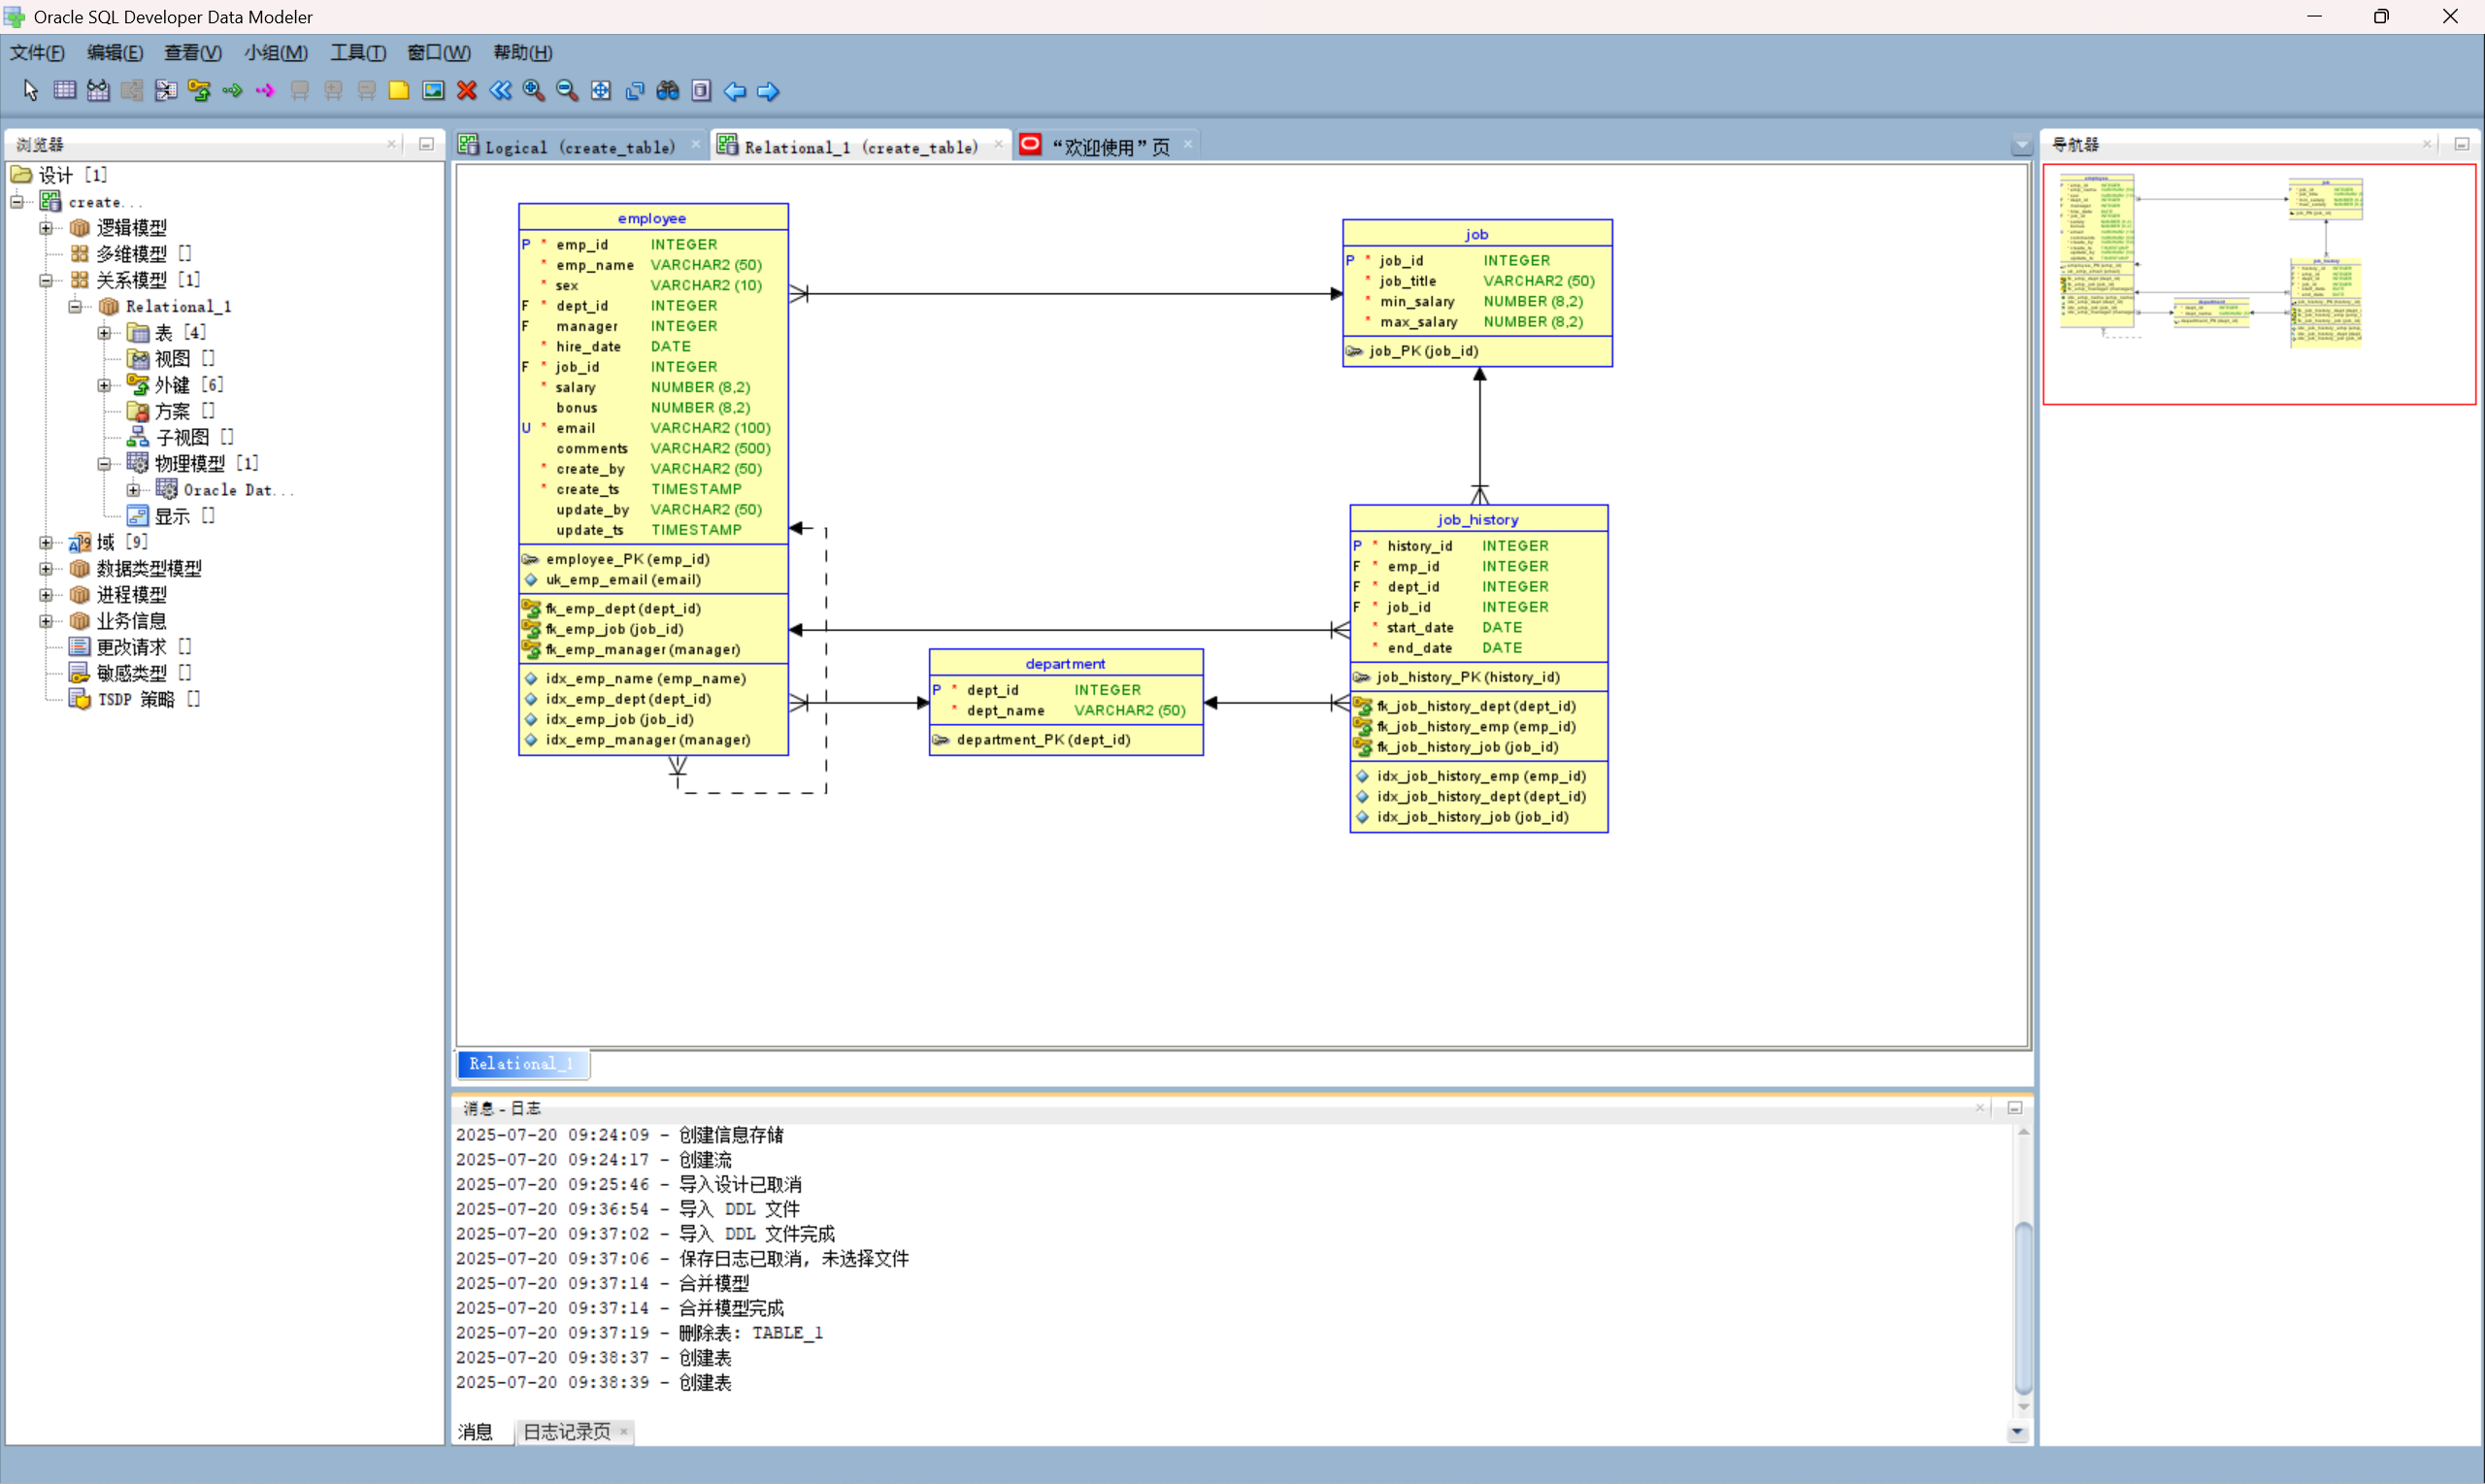 Oracle SQL Developer Data Modeler
文件(F) 编辑(E) 查看(V) 小组(M) 工具(T) 窗口(W) 帮助(H)
浏览器
设计 [1]
create...
逻辑模型
多维模型 []
关系模型 [1]
Relational_1
表 [4]
视图 []
外键 [6]
方案 []
子视图 []
物理模型 [1]
Oracle Dat...
显示 []
域 [9]
数据类型模型
进程模型
业务信息
更改请求 []
敏感类型 []
TSDP 策略 []
Logical (create_table)
Relational_1 (create_table)
“欢迎使用”页
employee
P * emp_id INTEGER
* emp_name VARCHAR2 (50)
* sex VARCHAR2 (10)
F * dept_id INTEGER
F manager INTEGER
* hire_date DATE
F * job_id INTEGER
* salary NUMBER (8,2)
bonus NUMBER (8,2)
U * email VARCHAR2 (100)
comments VARCHAR2 (500)
* create_by VARCHAR2 (50)
* create_ts TIMESTAMP
update_by VARCHAR2 (50)
update_ts TIMESTAMP
employee_PK (emp_id)
uk_emp_email (email)
fk_emp_dept (dept_id)
fk_emp_job (job_id)
fk_emp_manager (manager)
idx_emp_name (emp_name)
idx_emp_dept (dept_id)
idx_emp_job (job_id)
idx_emp_manager (manager)
department
P * dept_id INTEGER
* dept_name VARCHAR2 (50)
department_PK (dept_id)
job
P * job_id INTEGER
* job_title VARCHAR2 (50)
* min_salary NUMBER (8,2)
* max_salary NUMBER (8,2)
job_PK (job_id)
job_history
P * history_id INTEGER
F * emp_id INTEGER
F * dept_id INTEGER
F * job_id INTEGER
* start_date DATE
* end_date DATE
job_history_PK (history_id)
fk_job_history_dept (dept_id)
fk_job_history_emp (emp_id)
fk_job_history_job (job_id)
idx_job_history_emp (emp_id)
idx_job_history_dept (dept_id)
idx_job_history_job (job_id)
Relational_1
消息 - 日志
2025-07-20 09:24:09 - 创建信息存储
2025-07-20 09:24:17 - 创建流
2025-07-20 09:25:46 - 导入设计已取消
2025-07-20 09:36:54 - 导入 DDL 文件
2025-07-20 09:37:02 - 导入 DDL 文件完成
2025-07-20 09:37:06 - 保存日志已取消, 未选择文件
2025-07-20 09:37:14 - 合并模型
2025-07-20 09:37:14 - 合并模型完成
2025-07-20 09:37:19 - 删除表: TABLE_1
2025-07-20 09:38:37 - 创建表
2025-07-20 09:38:39 - 创建表
消息
日志记录页
导航器